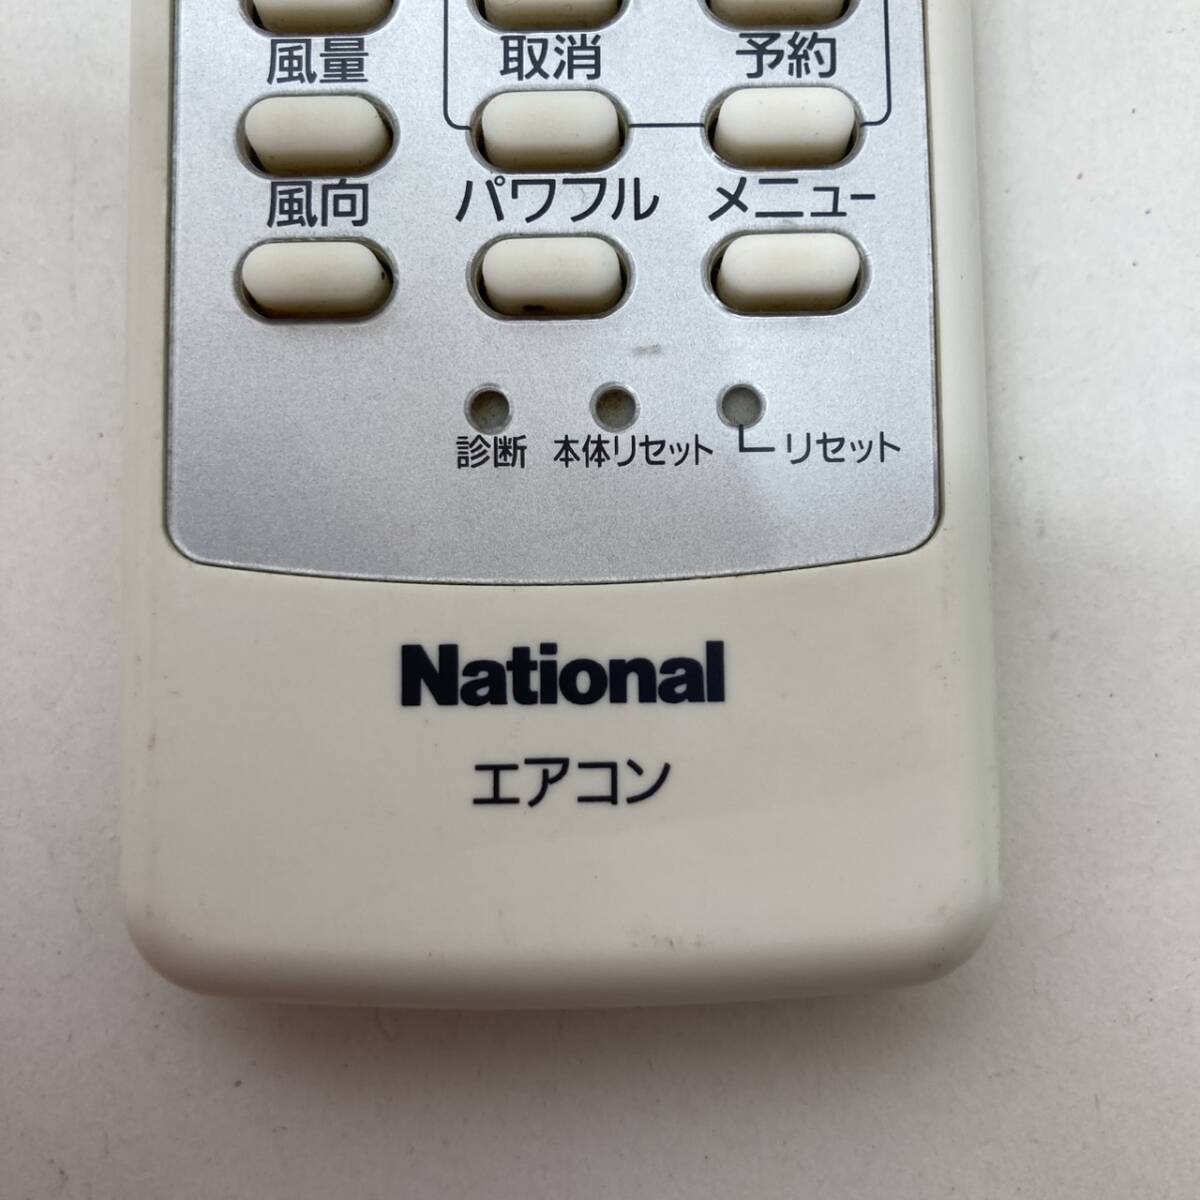 風量 取消 予約
風向 パワフル メニュー
診断 本体リセット リセット
National
エアコン